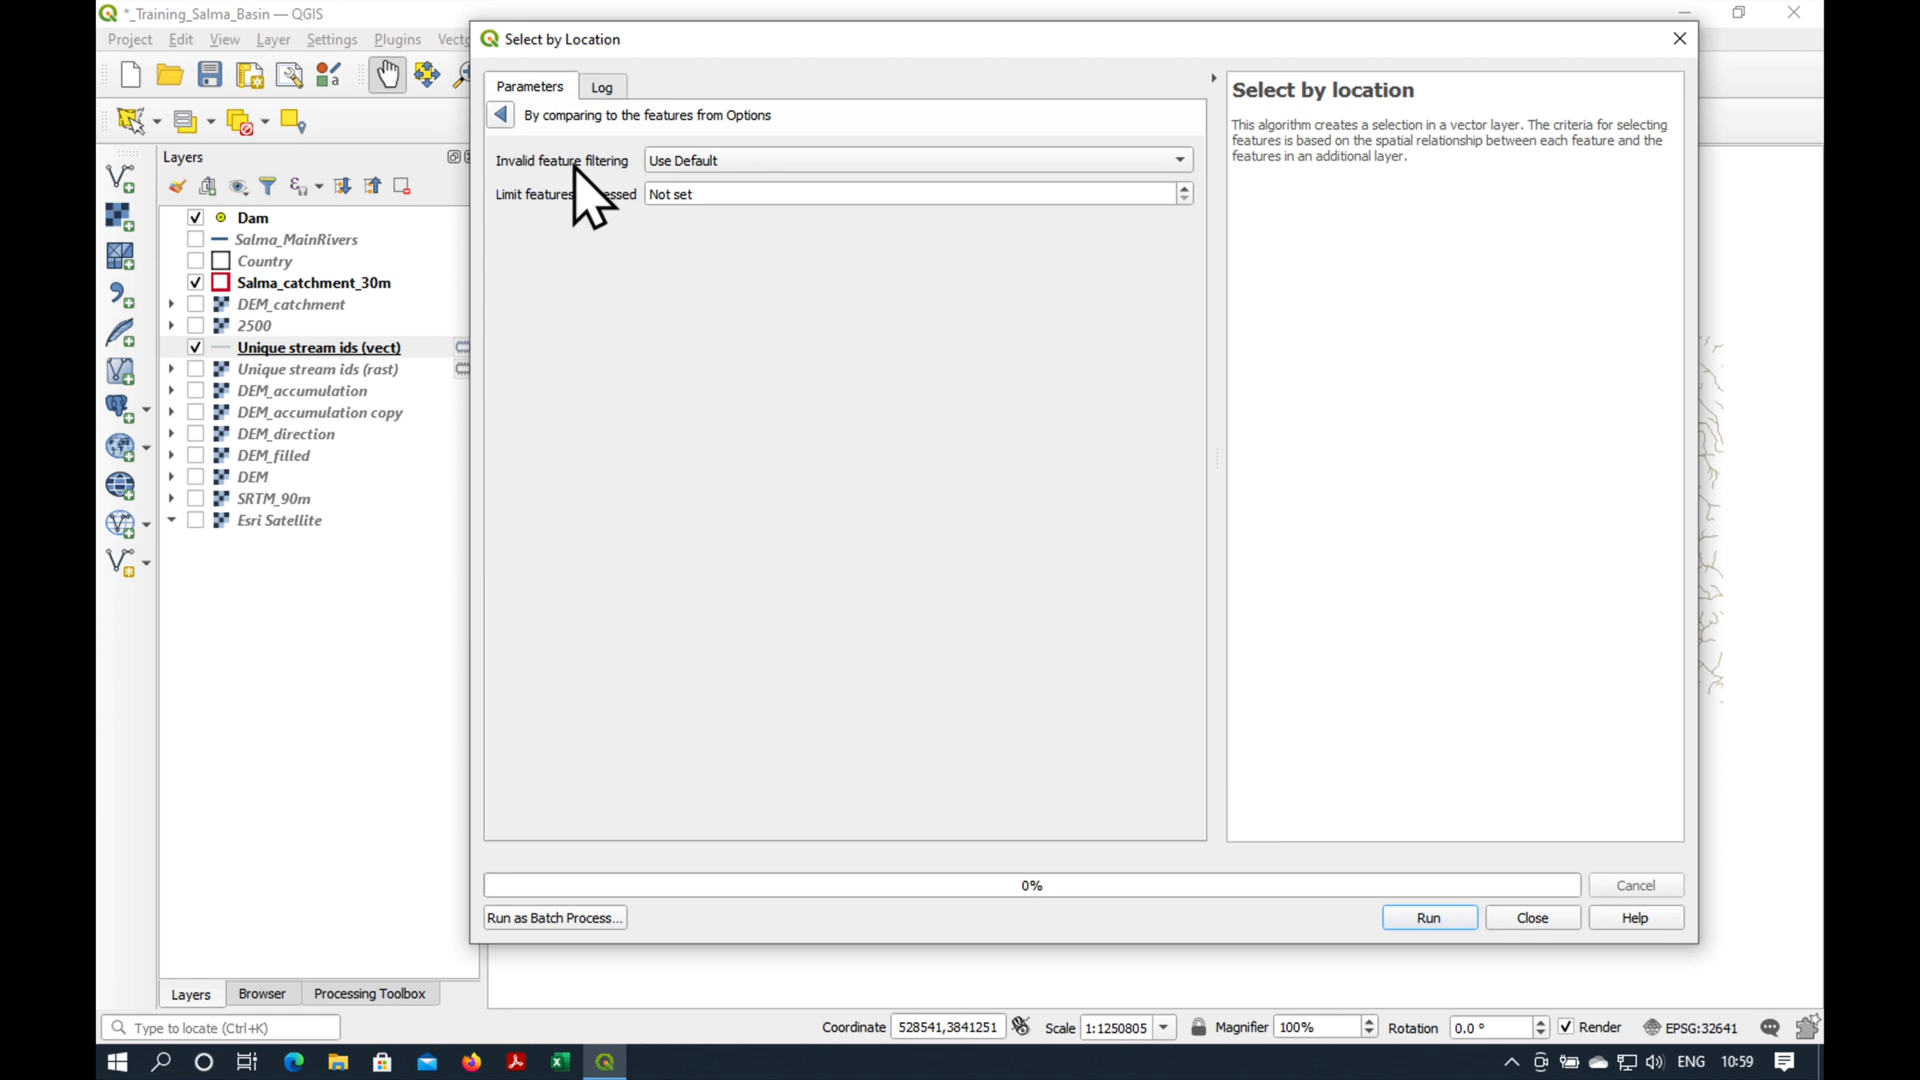 *_Training_Salma_Basin — QGIS
Project Edit View Layer Settings Plugins
Select by Location
Parameters Log
By comparing to the features from Options
Invalid feature filtering Use Default
Limit features Not set
Select by location
This algorithm creates a selection in a vector layer. The criteria for selecting
features is based on the spatial relationship between each feature and the
features in an additional layer.
Layers
Dam
Salma_MainRivers
Country
Salma_catchment_30m
DEM_catchment
2500
Unique stream ids (vect)
Unique stream ids (rast)
DEM_accumulation
DEM_accumulation copy
DEM_direction
DEM_filled
DEM
SRTM_90m
Esri Satellite
0%
Cancel
Run as Batch Process...
Run Close Help
Layers Browser Processing Toolbox
Type to locate (Ctrl+K)
Coordinate 528541,3841251 Scale 1:1250805 Magnifier 100% Rotation 0.0 ° Render EPSG:32641
ENG 10:59